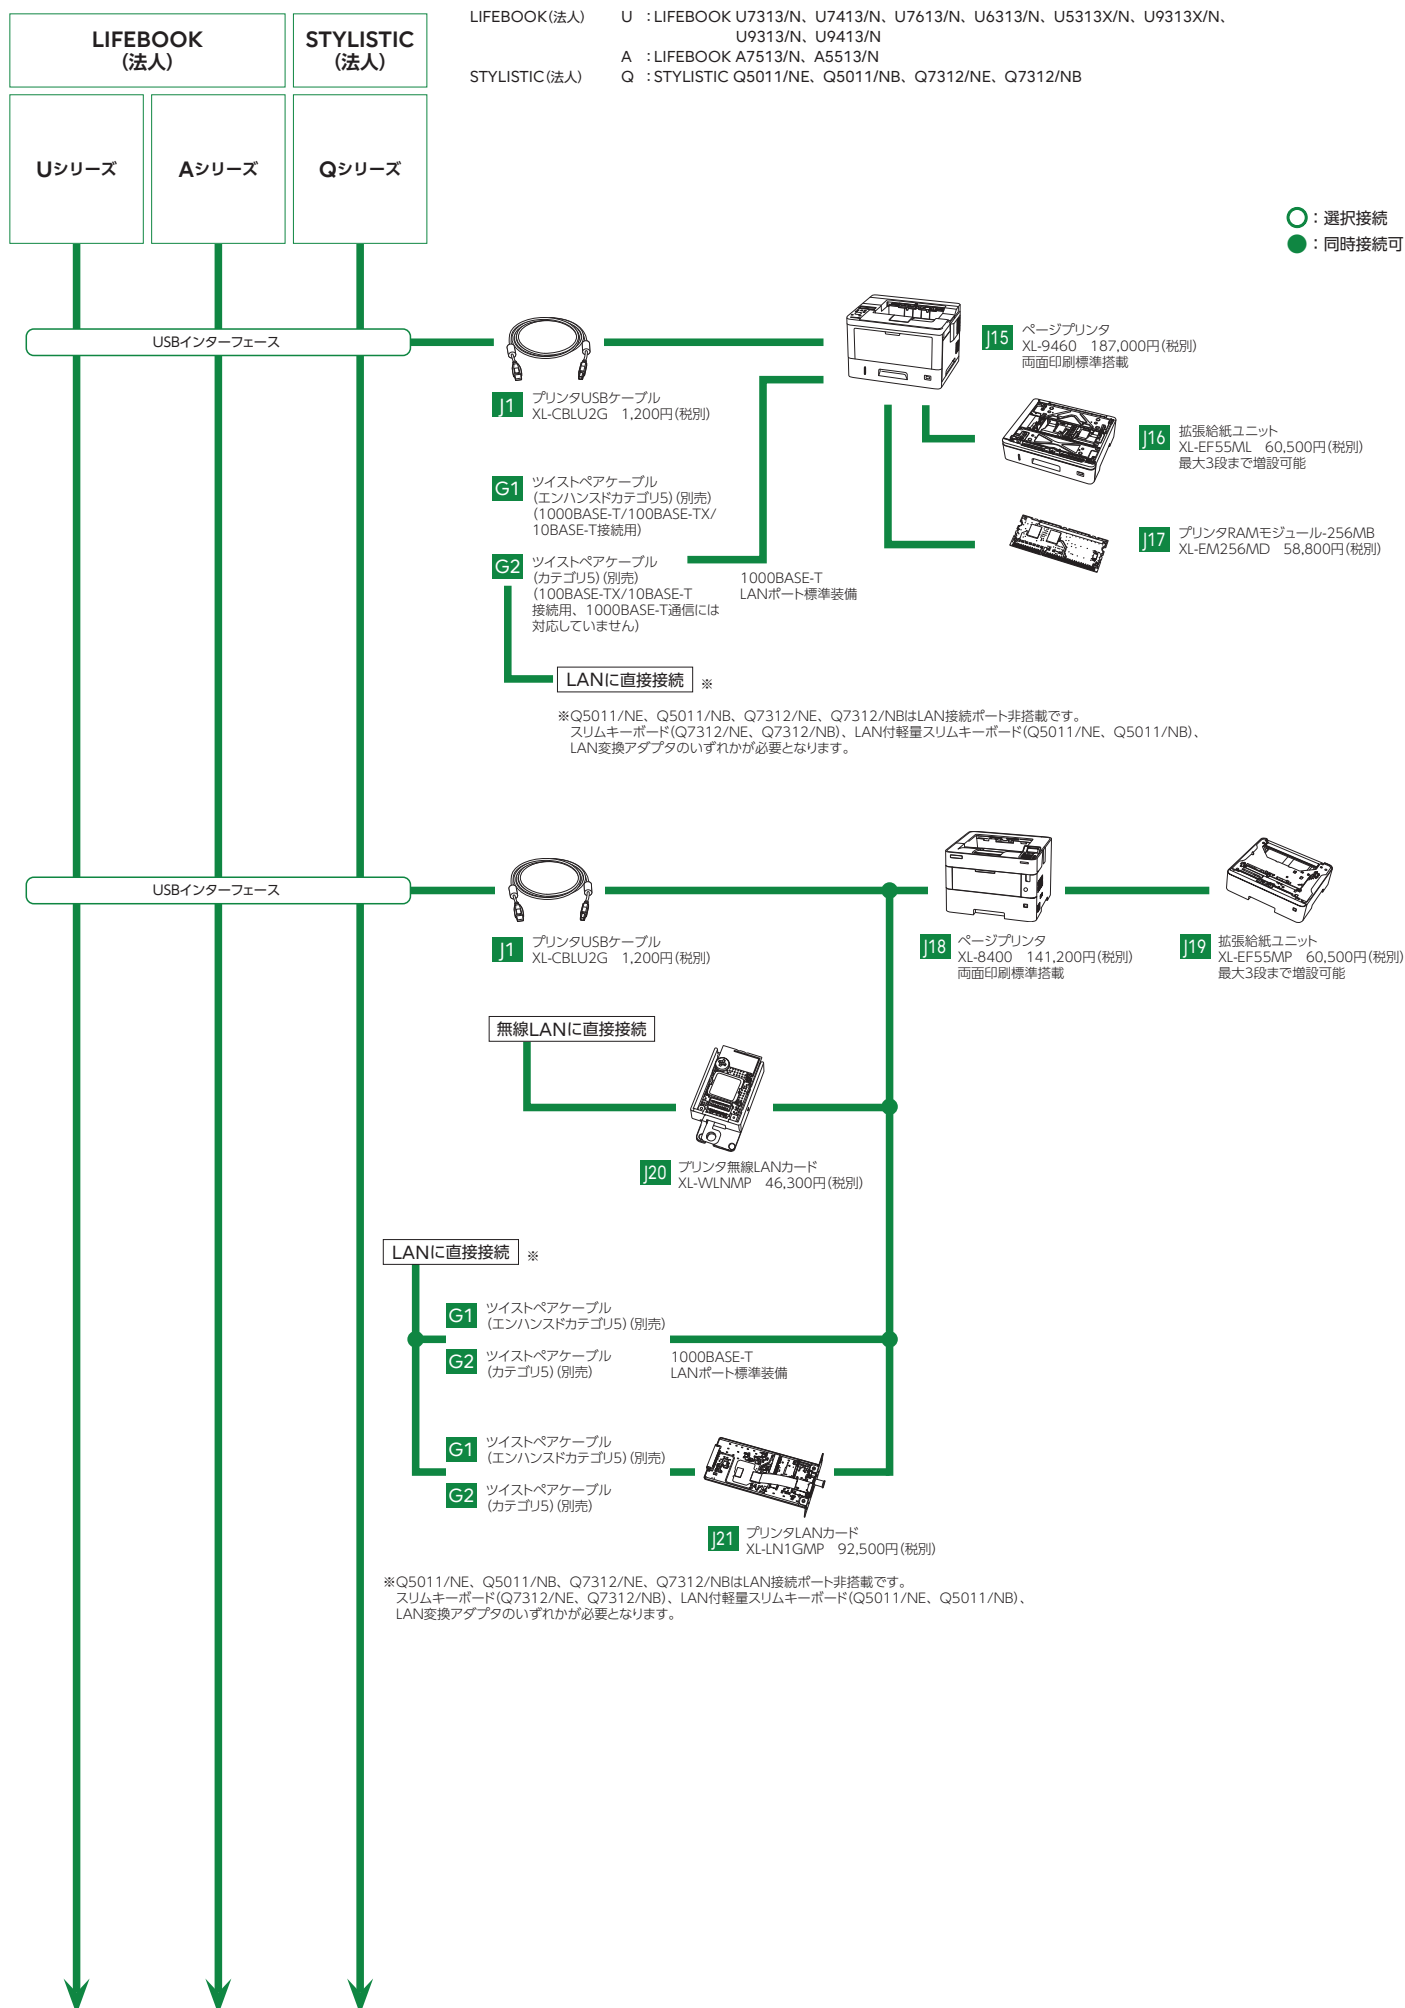 LIFEBOOK
(法人)
STYLISTIC
(法人)
LIFEBOOK(法人) U :LIFEBOOK U7313/N、U7413/N、U7613/N、U6313/N、U5313X/N、U9313X/N、
U9313/N、U9413/N
A :LIFEBOOK A7513/N、A5513/N
STYLISTIC(法人) Q :STYLISTIC Q5011/NE、Q5011/NB、Q7312/NE、Q7312/NB
Uシリーズ
Aシリーズ
Qシリーズ
:選択接続
:同時接続可
USBインターフェース
J1 プリンタUSBケーブル
XL-CBLU2G 1,200円(税別)
J15 ページプリンタ
XL-9460 187,000円(税別)
両面印刷標準搭載
J16 拡張給紙ユニット
XL-EF55ML 60,500円(税別)
最大3段まで増設可能
J17 プリンタRAMモジュール-256MB
XL-EM256MD 58,800円(税別)
G1 ツイストペアケーブル
(エンハンスドカテゴリ5)(別売)
(1000BASE-T/100BASE-TX/
10BASE-T接続用)
G2 ツイストペアケーブル
(カテゴリ5)(別売)
(100BASE-TX/10BASE-T
接続用、1000BASE-T通信には
対応していません)
1000BASE-T
LANポート標準装備
LANに直接接続 ※
※Q5011/NE、Q5011/NB、Q7312/NE、Q7312/NBはLAN接続ポート非搭載です。
スリムキーボード(Q7312/NE、Q7312/NB)、LAN付軽量スリムキーボード(Q5011/NE、Q5011/NB)、
LAN変換アダプタのいずれかが必要となります。
USBインターフェース
J1 プリンタUSBケーブル
XL-CBLU2G 1,200円(税別)
J18 ページプリンタ
XL-8400 141,200円(税別)
両面印刷標準搭載
J19 拡張給紙ユニット
XL-EF55MP 60,500円(税別)
最大3段まで増設可能
無線LANに直接接続
J20 プリンタ無線LANカード
XL-WLNMP 46,300円(税別)
LANに直接接続 ※
G1 ツイストペアケーブル
(エンハンスドカテゴリ5)(別売)
G2 ツイストペアケーブル
(カテゴリ5)(別売)
1000BASE-T
LANポート標準装備
G1 ツイストペアケーブル
(エンハンスドカテゴリ5)(別売)
G2 ツイストペアケーブル
(カテゴリ5)(別売)
J21 プリンタLANカード
XL-LN1GMP 92,500円(税別)
※Q5011/NE、Q5011/NB、Q7312/NE、Q7312/NBはLAN接続ポート非搭載です。
スリムキーボード(Q7312/NE、Q7312/NB)、LAN付軽量スリムキーボード(Q5011/NE、Q5011/NB)、
LAN変換アダプタのいずれかが必要となります。